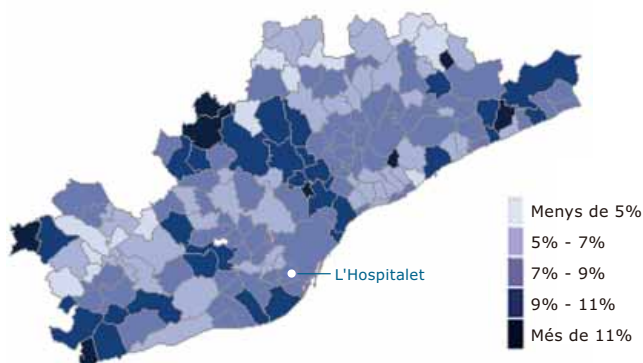 L'Hospitalet
Menys de 5%
5% - 7%
7% - 9%
9% - 11%
Més de 11%